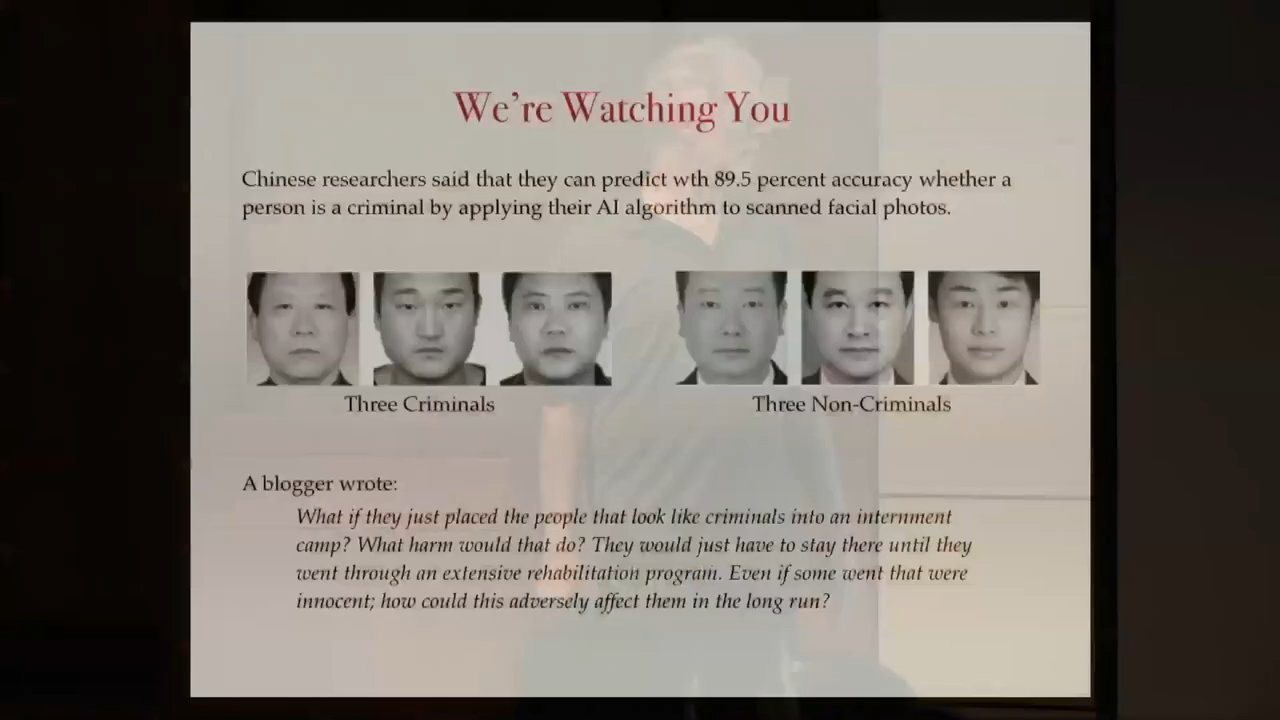 We're Watching You
Chinese researchers said that they can predict wth 89.5 percent accuracy whether a
person is a criminal by applying their AI algorithm to scanned facial photos.
Three Criminals
Three Non-Criminals
A blogger wrote:
What if they just placed the people that look like criminals into an internment
camp? What harm would that do? They would just have to stay there until they
went through an extensive rehabilitation program. Even if some went that were
innocent; how could this adversely affect them in the long run?